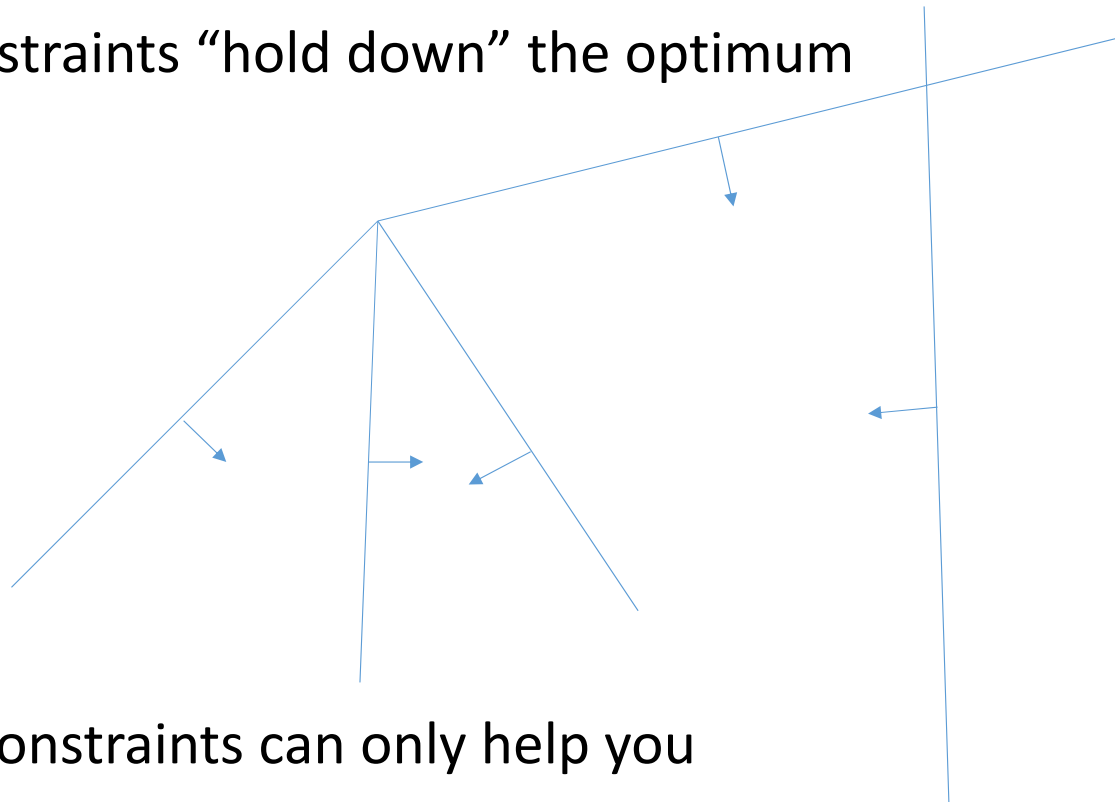 straints “hold down” the optimum
onstraints can only help you